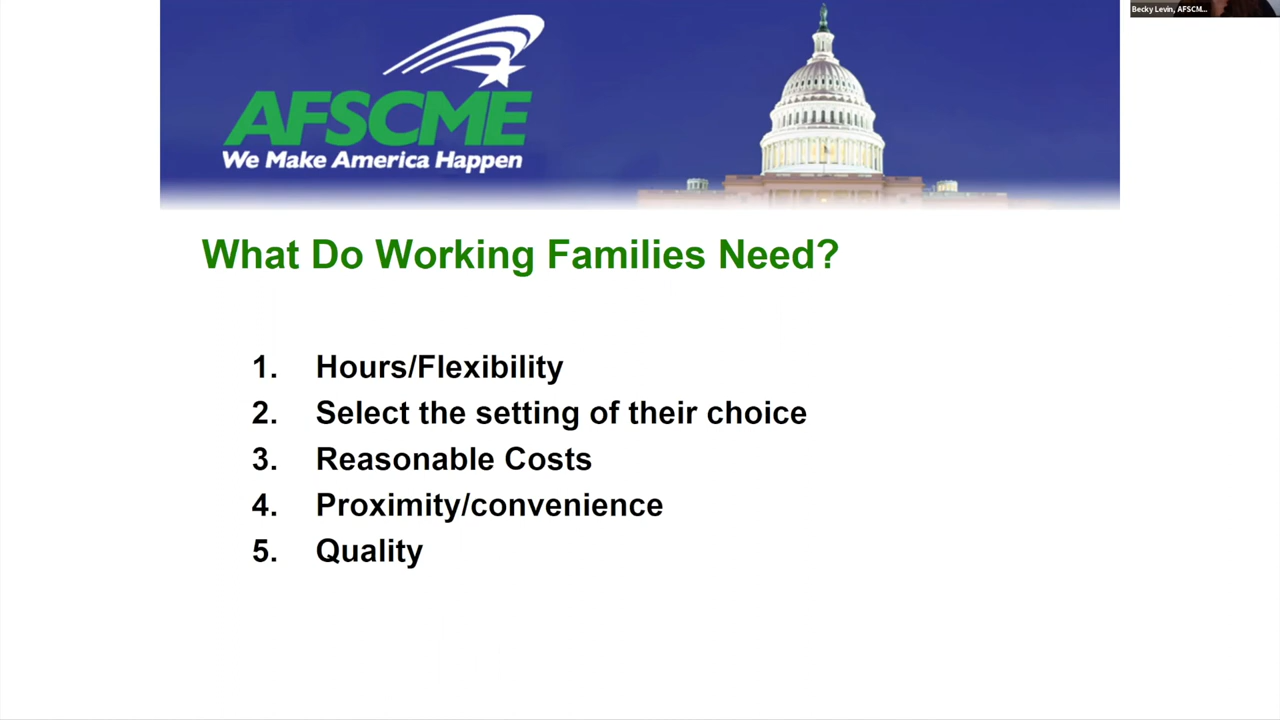 Becky Levin, AFSCM...
AFSCME
We Make America Happen
What Do Working Families Need?
1. Hours/Flexibility
2. Select the setting of their choice
3. Reasonable Costs
4. Proximity/convenience
5. Quality